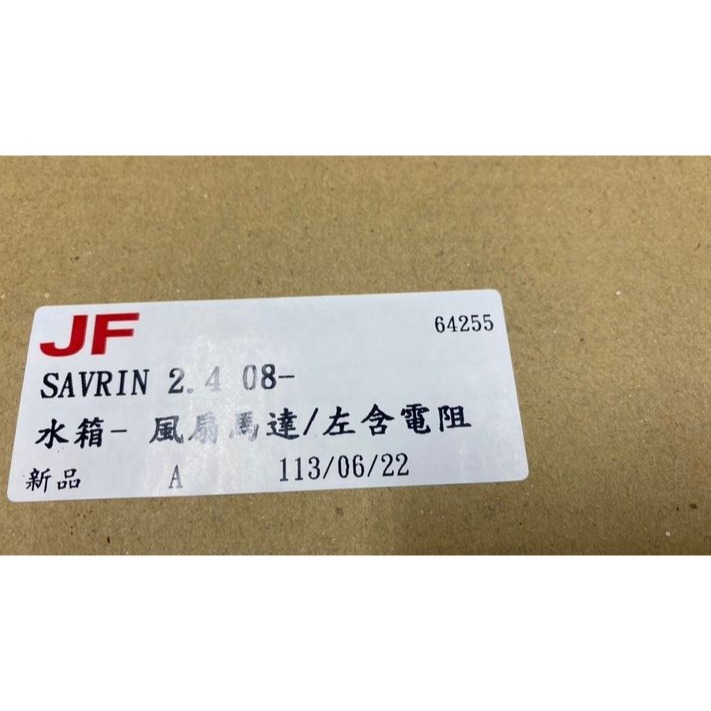 JF 64255
SAVRIN 2.4 08-
水箱- 風扇馬達/左含電阻
新品 A 113/06/22